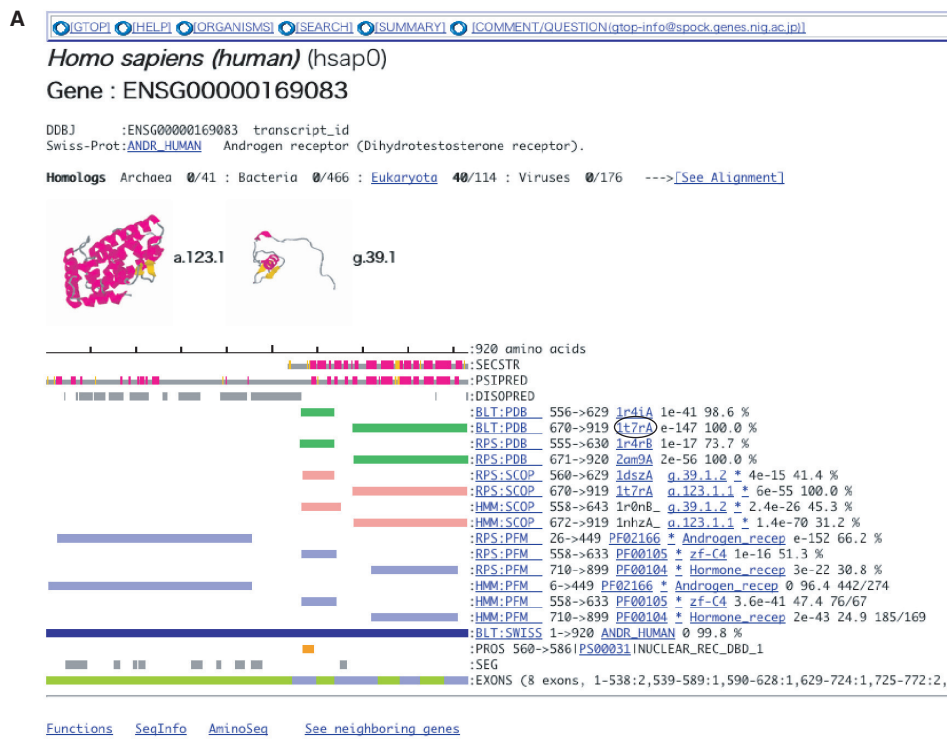 A
[GTOP] [HELP] [ORGANISMS] [SEARCH] [SUMMARY] [COMMENT/QUESTION(gtop-info@spock.genes.nig.ac.jp)]
Homo sapiens (human) (hsap0)
Gene : ENSG00000169083
DDBJ :ENSG00000169083 transcript_id
Swiss-Prot:ANDR_HUMAN Androgen receptor (Dihydrotestosterone receptor).
Homologs Archaea 0/41 : Bacteria 0/466 : Eukaryota 40/114 : Viruses 0/176 --->[See Alignment]
a.123.1 g.39.1
:920 amino acids
:SECSTR
:PSIPRED
:DISOPRED
:BLT:PDB 556->629 1r4iA 1e-41 98.6 %
:BLT:PDB 670->919 1t7rA e-147 100.0 %
:RPS:PDB 555->630 1r4rB 1e-17 73.7 %
:RPS:PDB 671->920 2am9A 2e-56 100.0 %
:RPS:SCOP 560->629 1dszA g.39.1.2 * 4e-15 41.4 %
:RPS:SCOP 670->919 1t7rA a.123.1.1 * 6e-55 100.0 %
:HMM:SCOP 558->643 1r0nB_ g.39.1.2 * 2.4e-26 45.3 %
:HMM:SCOP 672->919 1nhzA_ a.123.1.1 * 1.4e-70 31.2 %
:RPS:PFM 26->449 PF02166 * Androgen_recep e-152 66.2 %
:RPS:PFM 558->633 PF00105 * zf-C4 1e-16 51.3 %
:RPS:PFM 710->899 PF00104 * Hormone_recep 3e-22 30.8 %
:HMM:PFM 6->449 PF02166 * Androgen_recep 0 96.4 442/274
:HMM:PFM 558->633 PF00105 * zf-C4 3.6e-41 47.4 76/67
:HMM:PFM 710->899 PF00104 * Hormone_recep 2e-43 24.9 185/169
:BLT:SWISS 1->920 ANDR_HUMAN 0 99.8 %
:PROS 560->586|PS00031|NUCLEAR_REC_DBD_1
:SEG
:EXONS (8 exons, 1-538:2,539-589:1,590-628:1,629-724:1,725-772:2,
Functions SeqInfo AminoSeq See neighboring genes